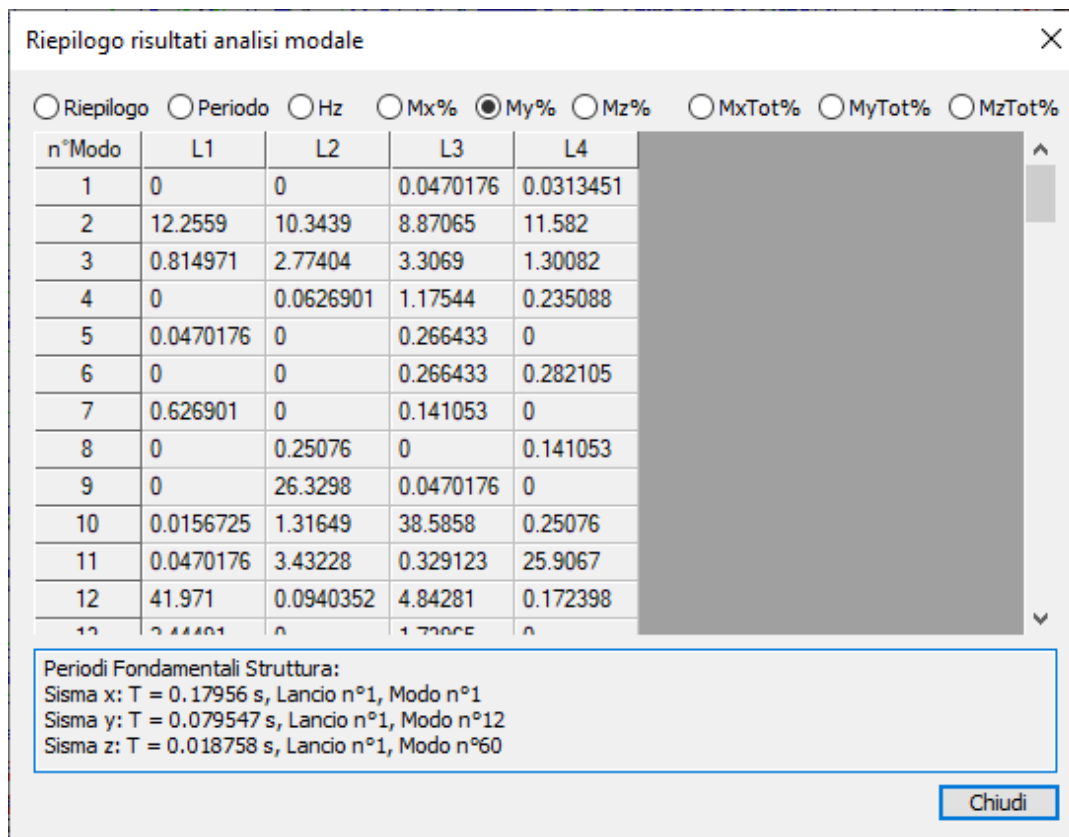 Riepilogo risultati analisi modale
Riepilogo Periodo Hz Mx% My% Mz% MxTot% MyTot% MzTot%
n°Modo L1 L2 L3 L4
1 0 0 0.0470176 0.0313451
2 12.2559 10.3439 8.87065 11.582
3 0.814971 2.77404 3.3069 1.30082
4 0 0.0626901 1.17544 0.235088
5 0.0470176 0 0.266433 0
6 0 0 0.266433 0.282105
7 0.626901 0 0.141053 0
8 0 0.25076 0 0.141053
9 0 26.3298 0.0470176 0
10 0.0156725 1.31649 38.5858 0.25076
11 0.0470176 3.43228 0.329123 25.9067
12 41.971 0.0940352 4.84281 0.172398
Periodi Fondamentali Struttura:
Sisma x: T = 0.17956 s, Lancio n°1, Modo n°1
Sisma y: T = 0.079547 s, Lancio n°1, Modo n°12
Sisma z: T = 0.018758 s, Lancio n°1, Modo n°60
Chiudi